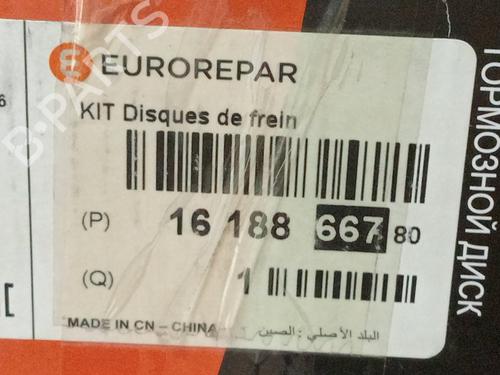 EUROREPAR
KIT Disques de frein
(P) 16 188 667 80
(Q) 1
MADE IN CN – CHINA البلد الأصلي : الصين
ТОРМОЗНОЙ ДИСК
6
B-PARTS